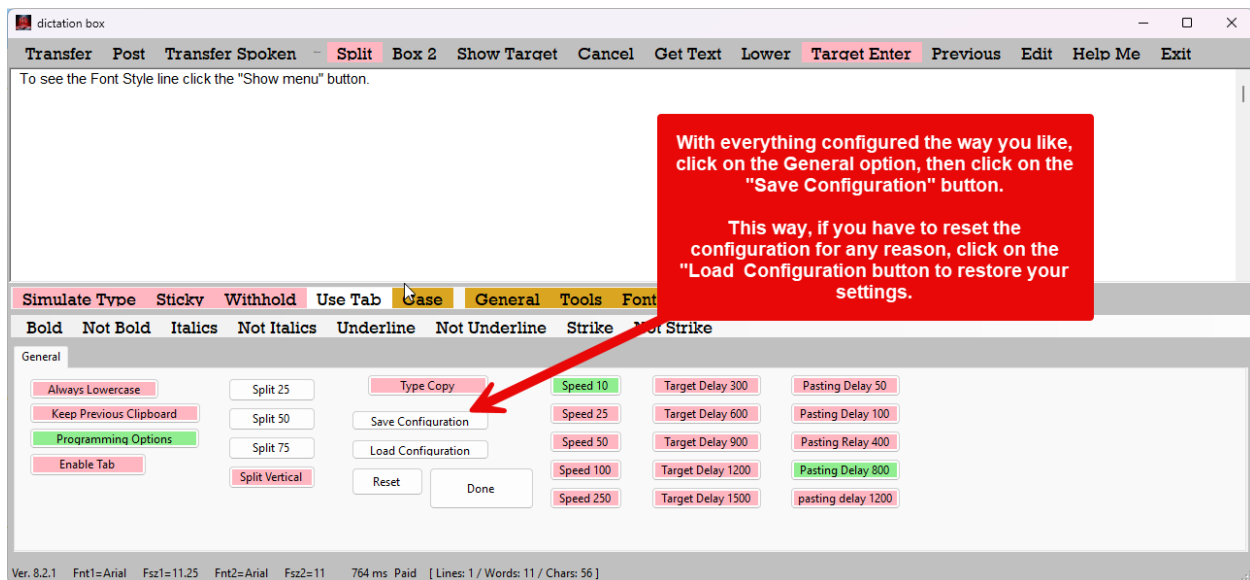 dictation box
Transfer Post Transfer Spoken - Split Box 2 Show Target Cancel Get Text Lower Target Enter Previous Edit Help Me Exit
To see the Font Style line click the "Show menu" button.
With everything configured the way you like,
click on the General option, then click on the
"Save Configuration" button.
This way, if you have to reset the
configuration for any reason, click on the
"Load Configuration button to restore your
settings.
Simulate Type Sticky Withhold Use Tab Case General Tools Font
Bold Not Bold Italics Not Italics Underline Not Underline Strike Not Strike
General
Always Lowercase Split 25 Type Copy Speed 10 Target Delay 300 Pasting Delay 50
Keep Previous Clipboard Split 50 Save Configuration Speed 25 Target Delay 600 Pasting Delay 100
Programming Options Split 75 Load Configuration Speed 50 Target Delay 900 Pasting Relay 400
Enable Tab Split Vertical Reset Done Speed 100 Target Delay 1200 Pasting Delay 800
Speed 250 Target Delay 1500 pasting delay 1200
Ver. 8.2.1 Fnt1=Arial Fsz1=11.25 Fnt2=Arial Fsz2=11 764 ms Paid [ Lines: 1 / Words: 11 / Chars: 56 ]